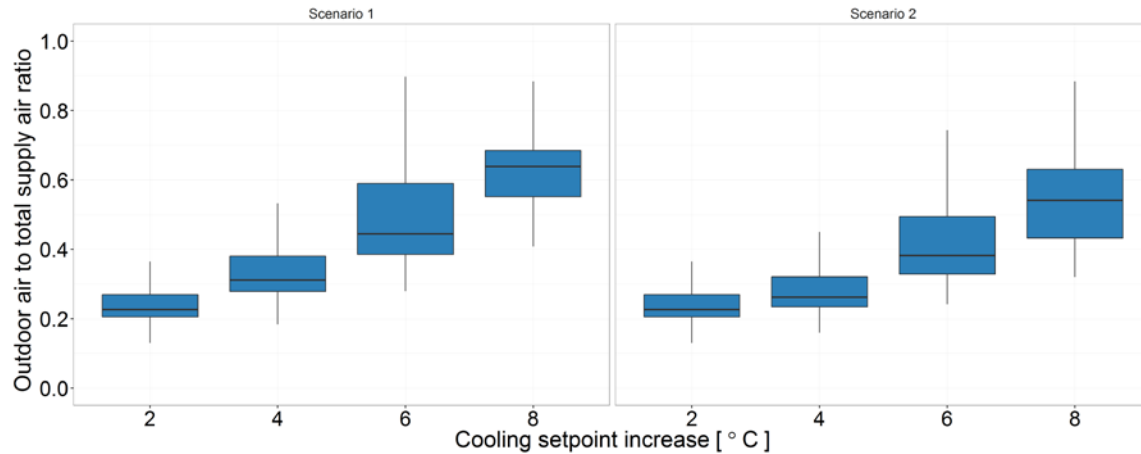 Scenario 1
Scenario 2
Outdoor air to total supply air ratio
1.0
0.8
0.6
0.4
0.2
0.0
2 4 6 8
2 4 6 8
Cooling setpoint increase [ ° C ]